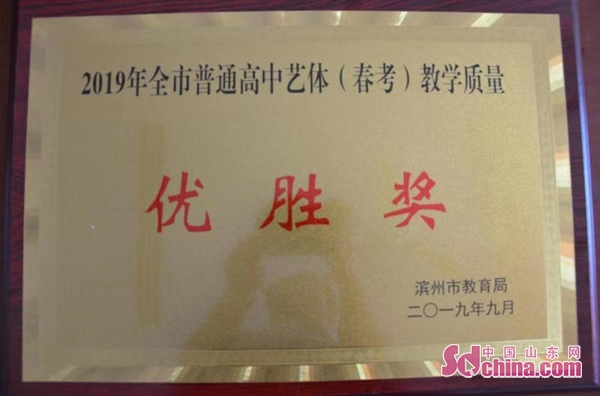 2019年全市普通高中艺体（春考）教学质量
优胜奖
滨州市教育局
二〇一九年九月
中国山东网
Sdchina.com